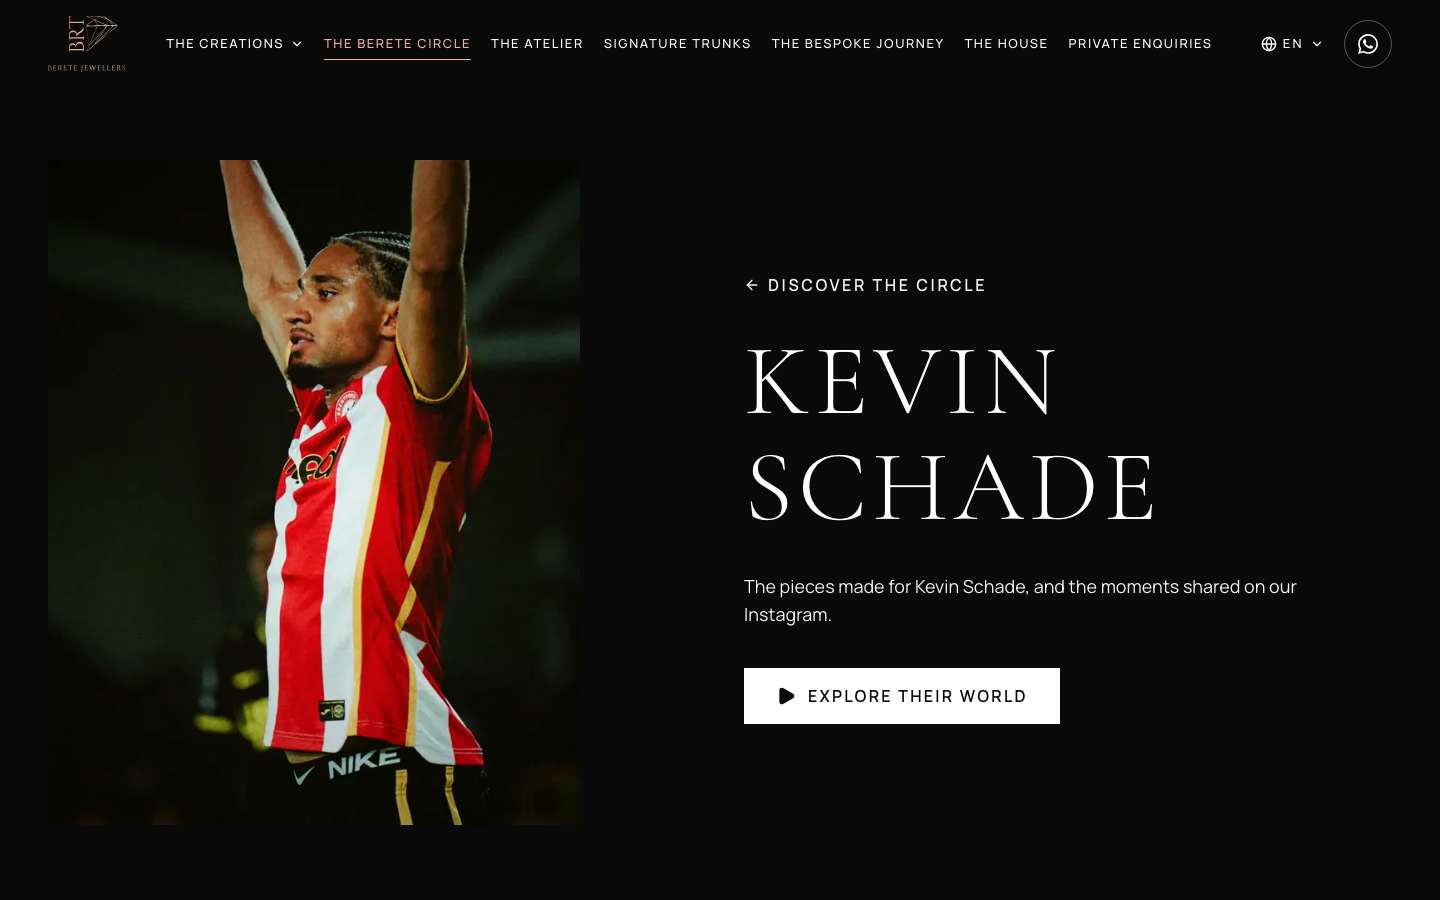 BRT
BERETE JEWELLERS
THE CREATIONS
THE BERETE CIRCLE
THE ATELIER
SIGNATURE TRUNKS
THE BESPOKE JOURNEY
THE HOUSE
PRIVATE ENQUIRIES
EN
DISCOVER THE CIRCLE
KEVIN
SCHADE
The pieces made for Kevin Schade, and the moments shared on our
Instagram.
EXPLORE THEIR WORLD
NIKE